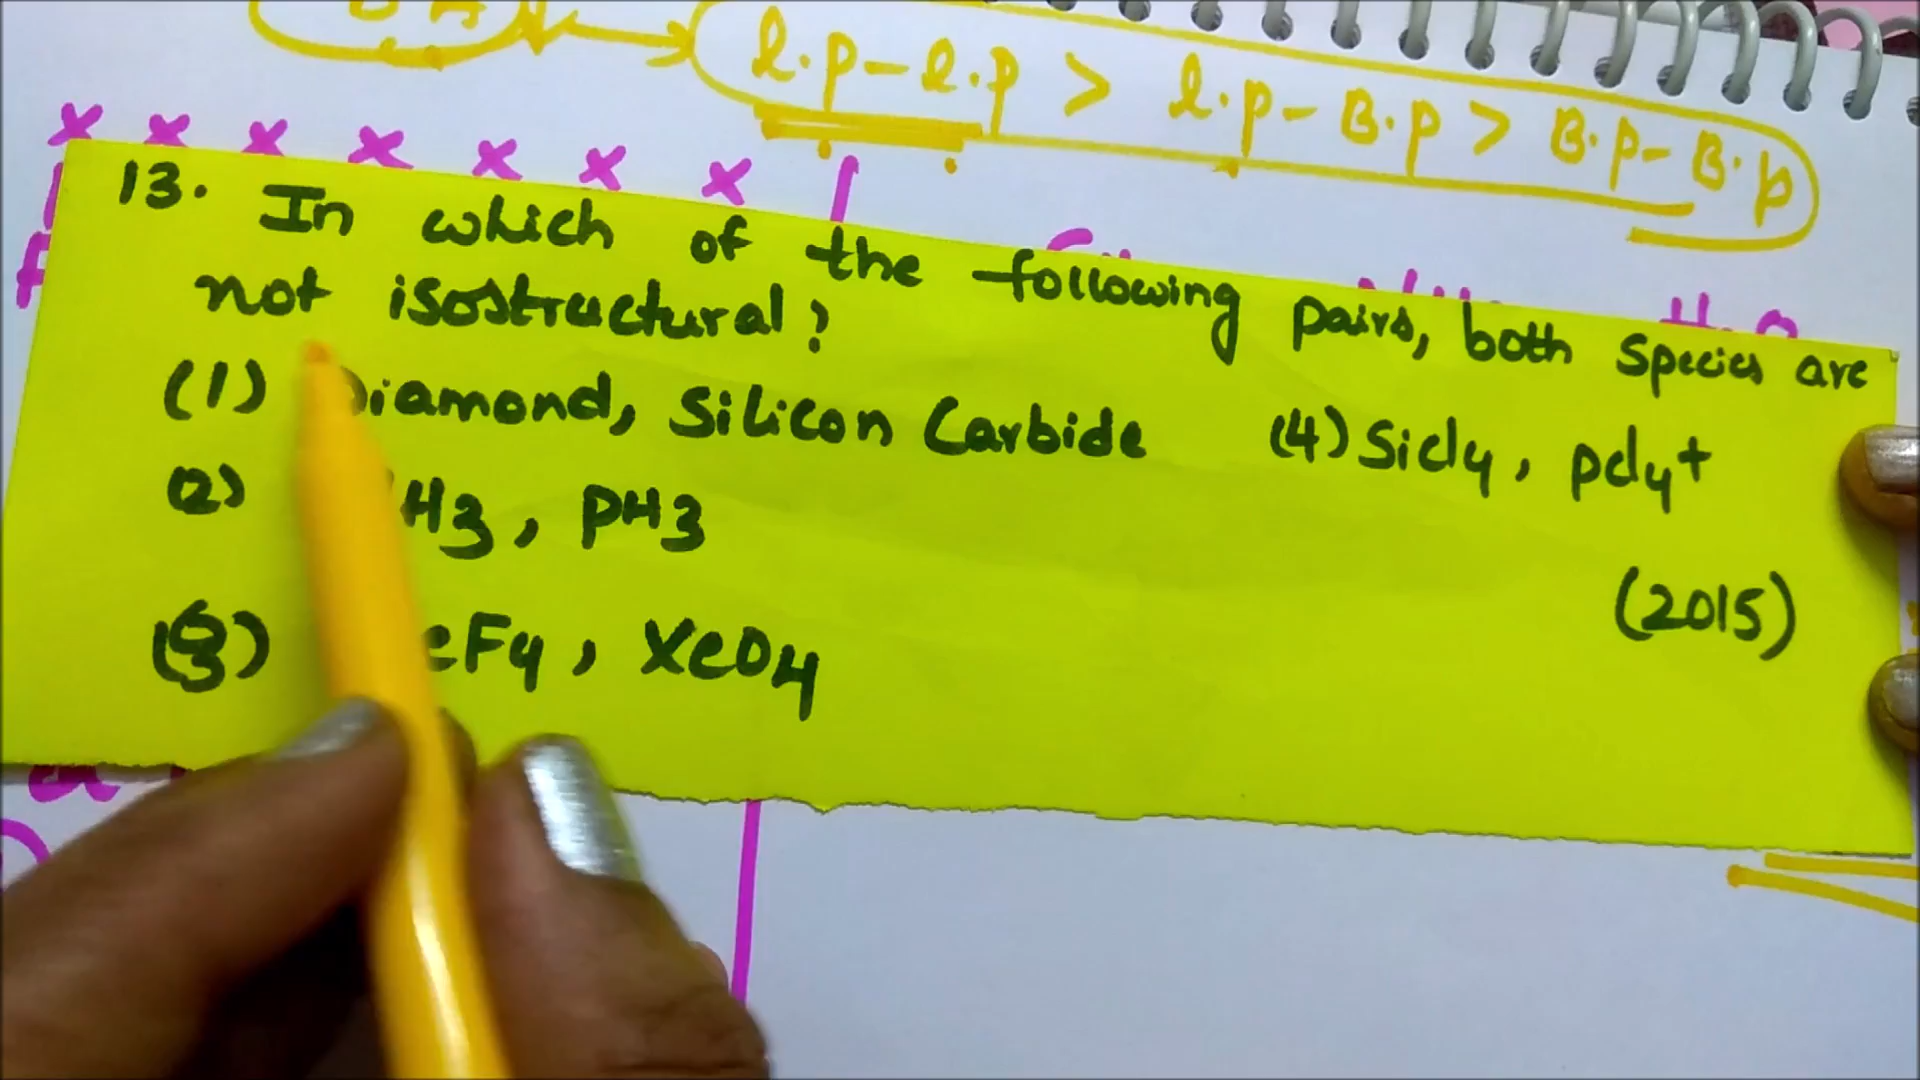 l.p-l.p > l.p-B.p > B.p-B.p
x x x x x x x
13. In which of the following pairs, both species are
not isostructural?
(1) Diamond, Silicon Carbide (4) Sicl4, pcl4+
(2) H3, PH3
(3) eF4, XeO4
(2015)